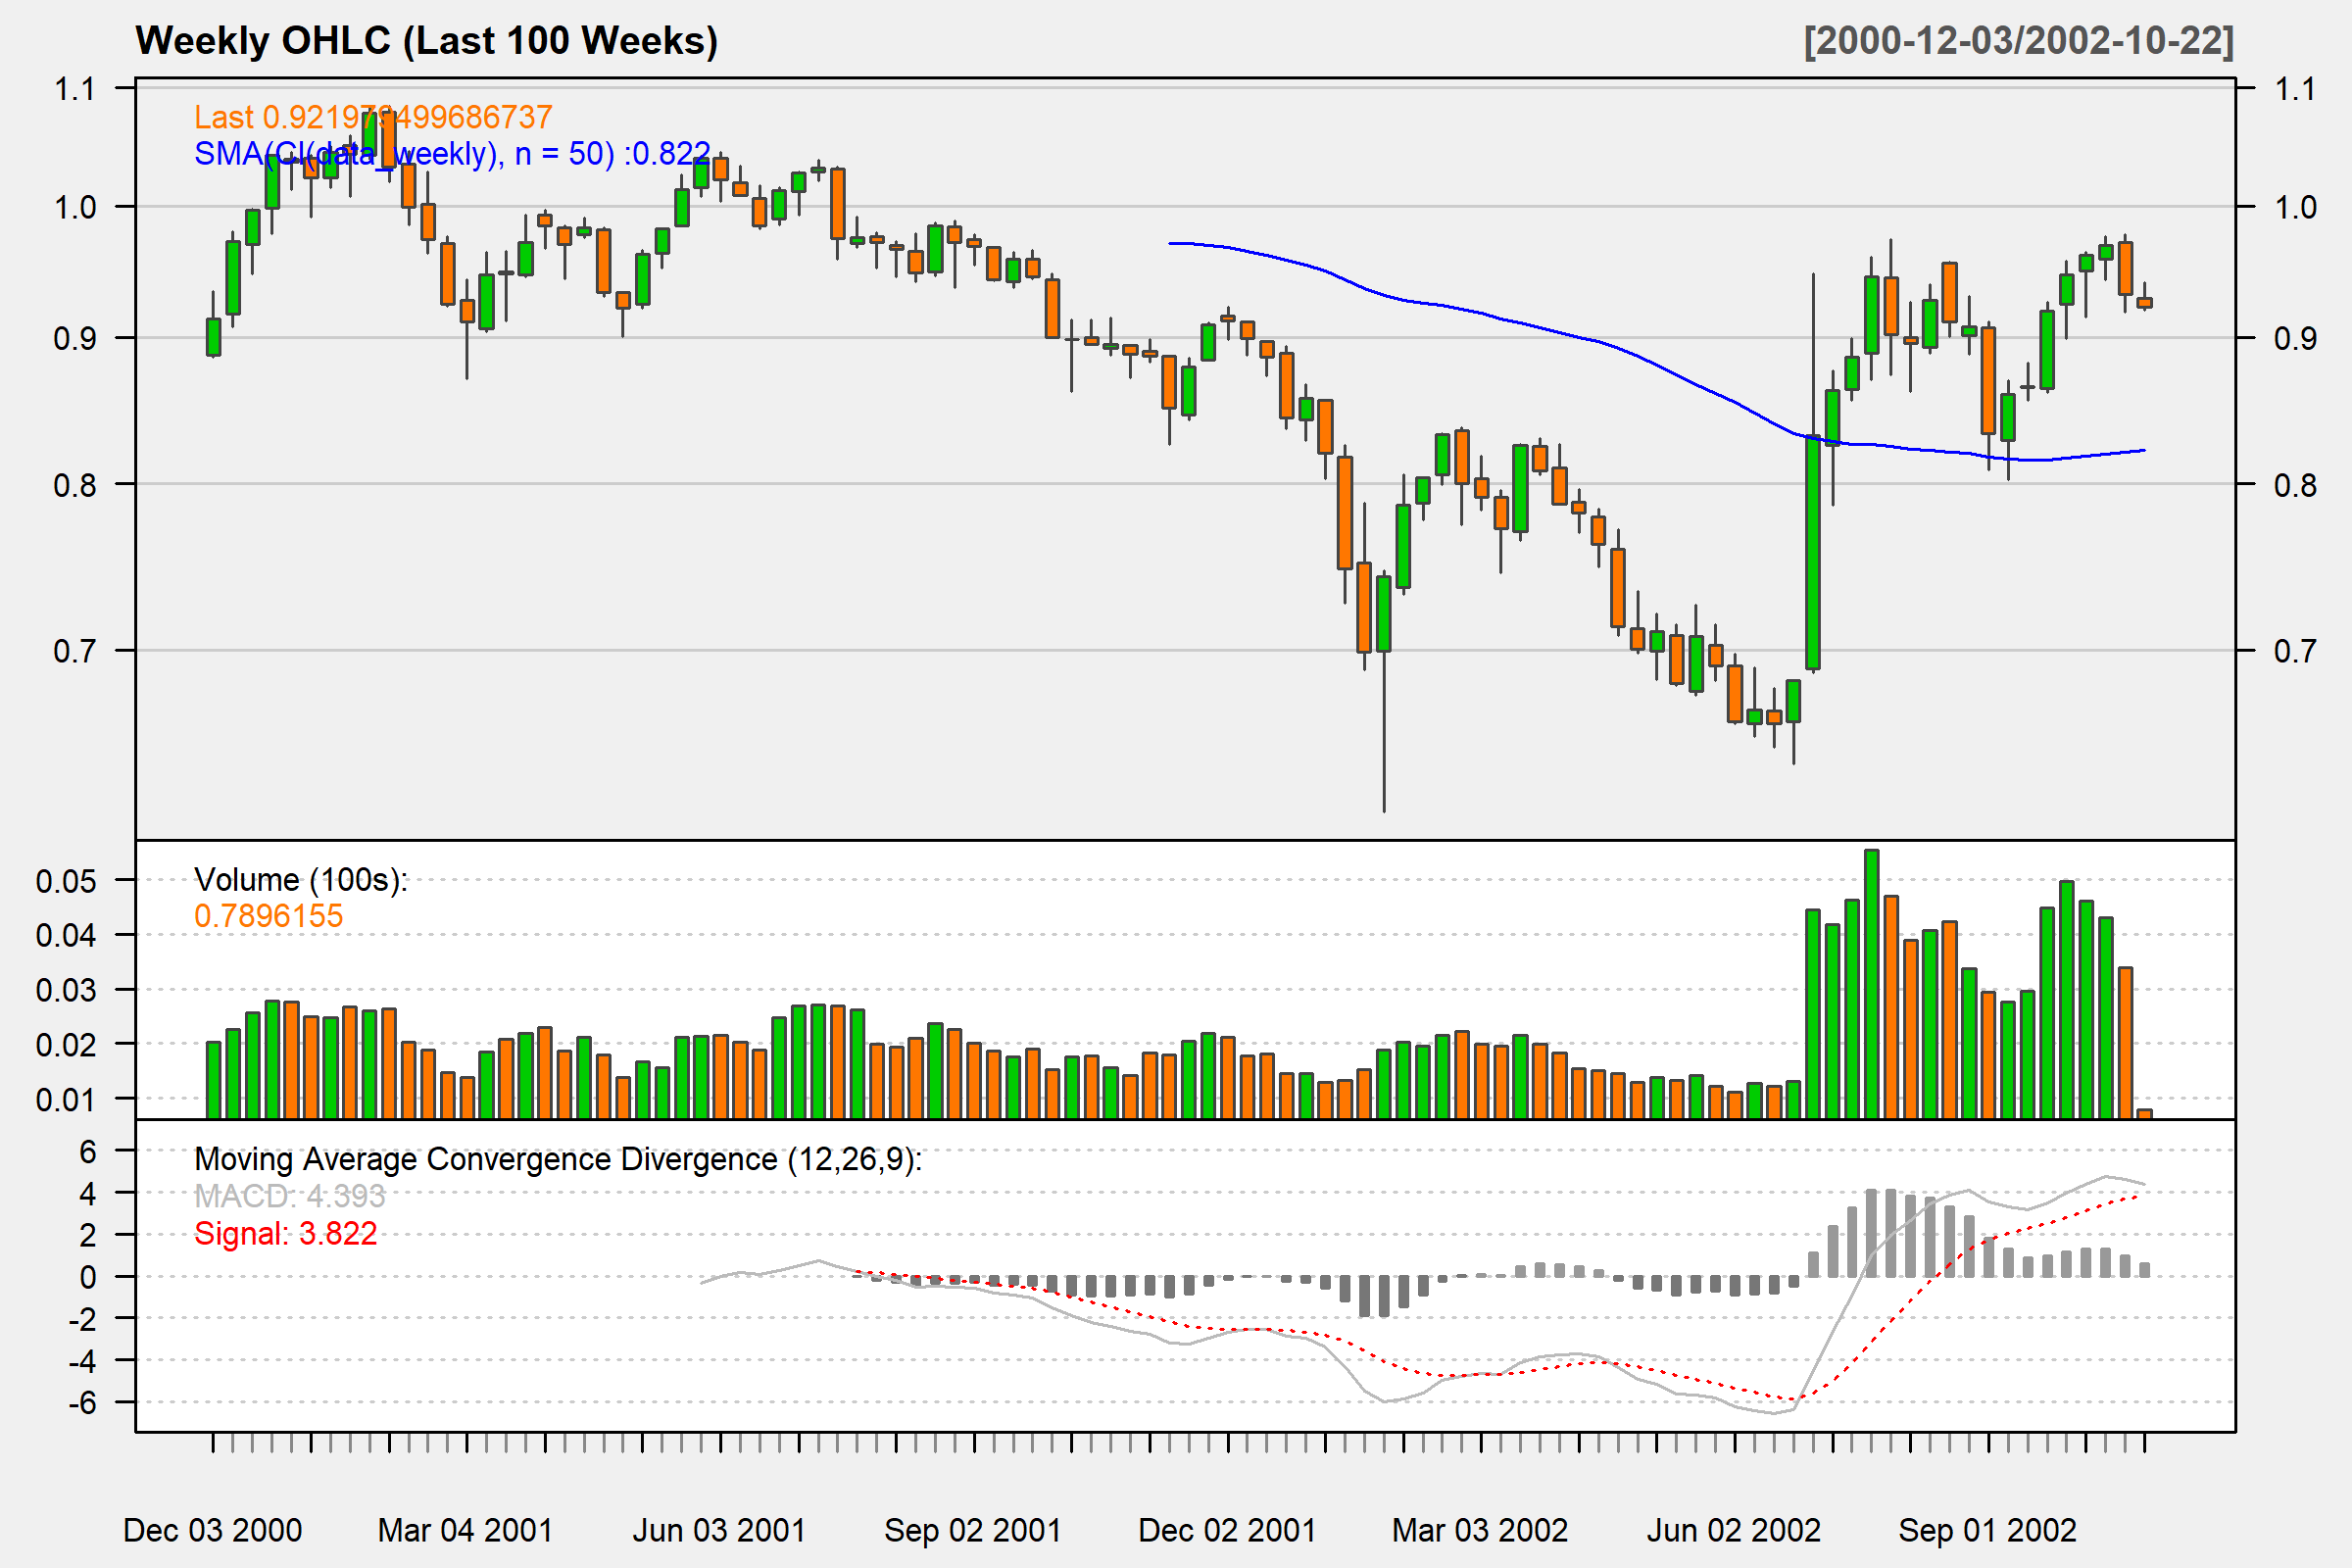 Weekly OHLC (Last 100 Weeks) [2000-12-03/2002-10-22]
1.1 1.1
Last 0.921979499686737
SMA(Cl(data_weekly), n = 50) :0.822
1.0 1.0
0.9 0.9
0.8 0.8
0.7 0.7
Volume (100s):
0.7896155
0.05
0.04
0.03
0.02
0.01
Moving Average Convergence Divergence (12,26,9):
MACD: 4.393
Signal: 3.822
6
4
2
0
-2
-4
-6
Dec 03 2000 Mar 04 2001 Jun 03 2001 Sep 02 2001 Dec 02 2001 Mar 03 2002 Jun 02 2002 Sep 01 2002